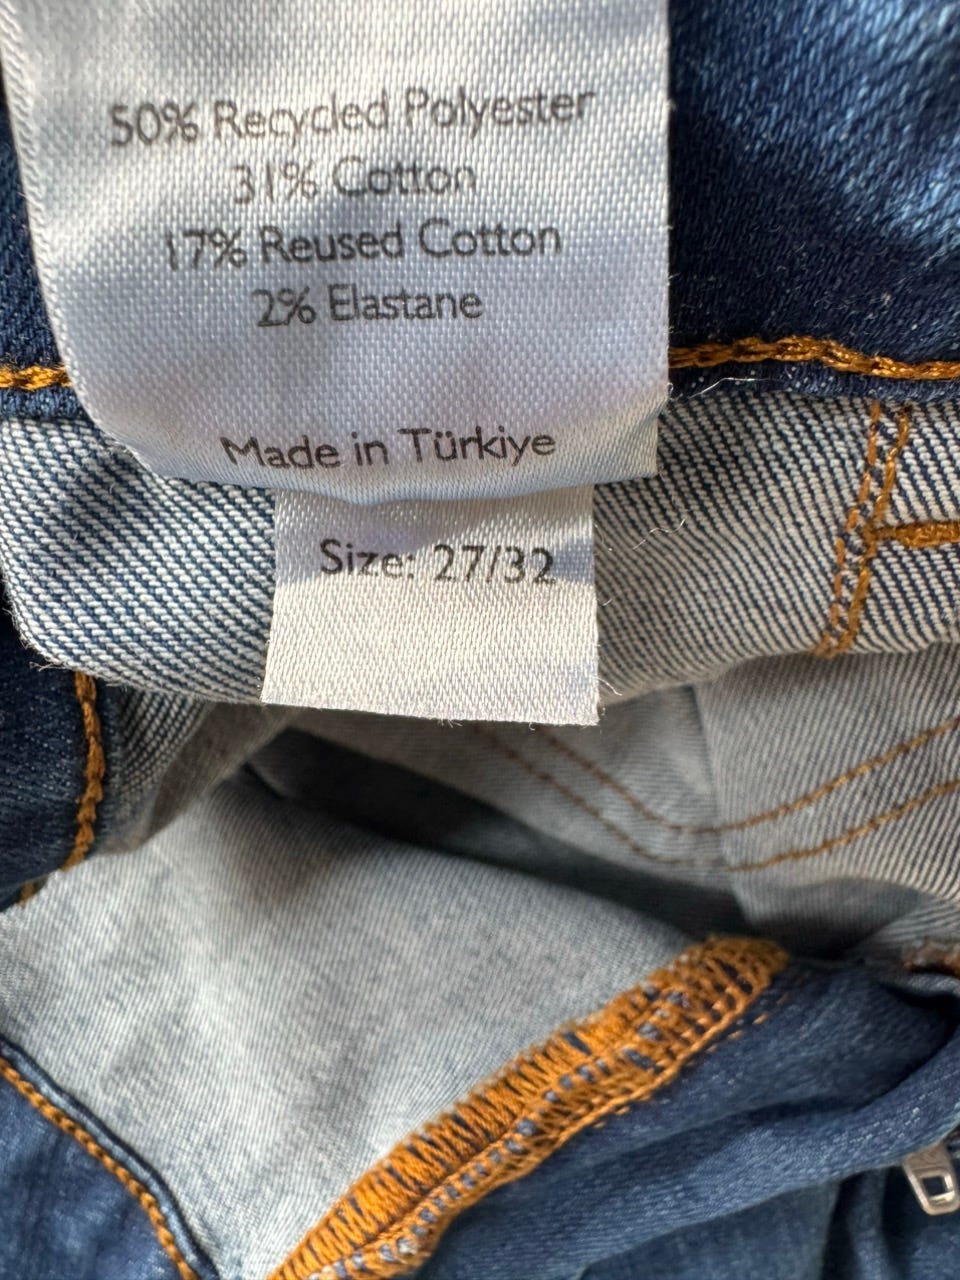 50% Recycled Polyester
31% Cotton
17% Reused Cotton
2% Elastane
Made in Türkiye
Size: 27/32